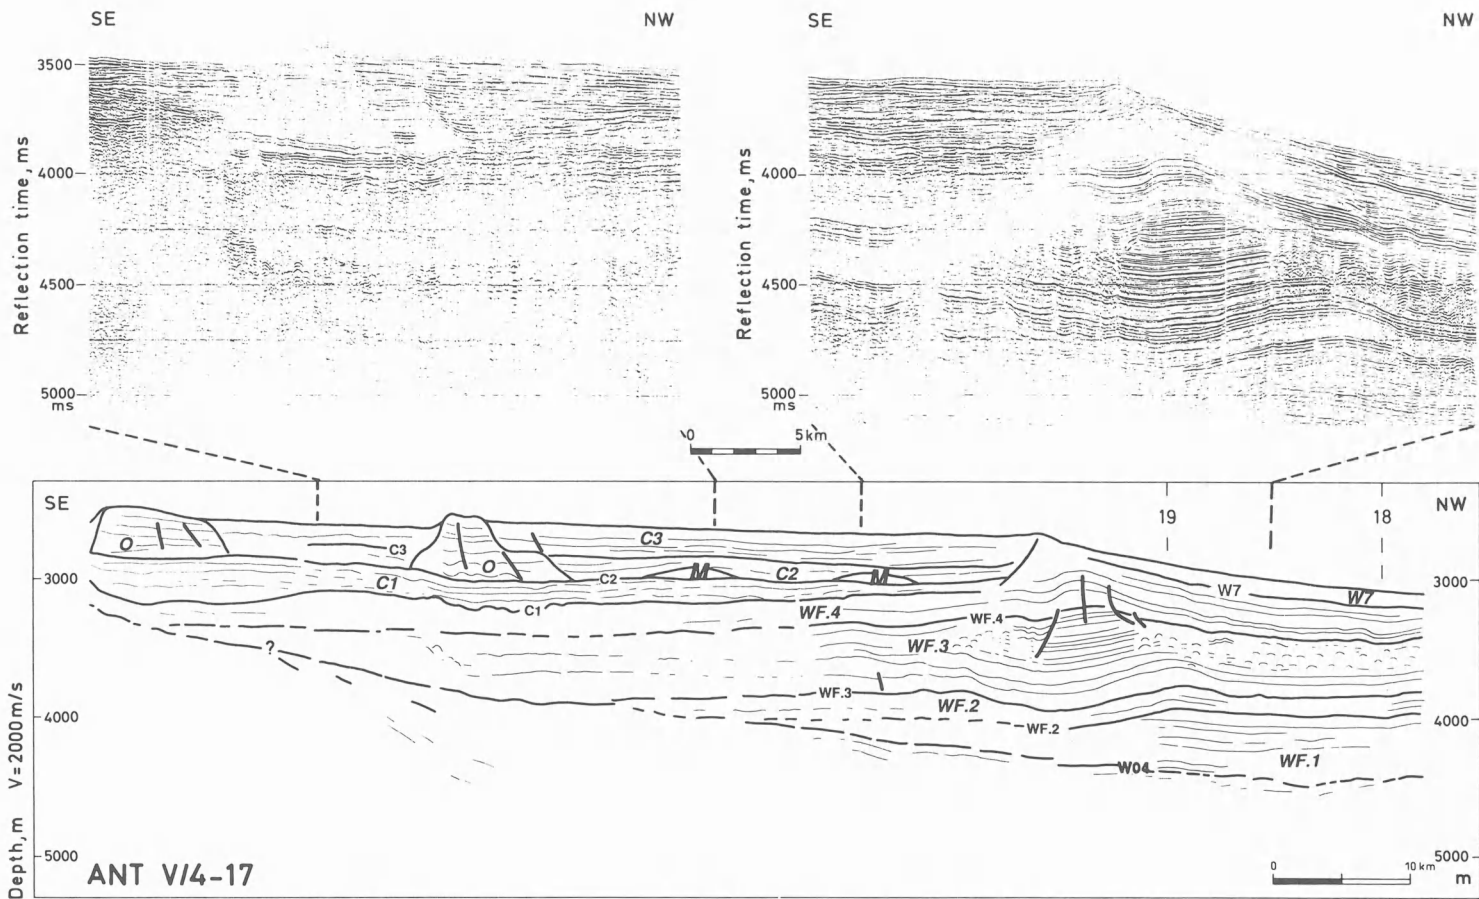 SE NW
3500
4000
4500
5000
ms
Reflection time, ms
SE NW
4000
4500
5000
ms
Reflection time, ms
0 5 km
SE 19 18 NW
O C3 C3
C1 O C2 M C2 M W7 W7
3000 3000
C1 WF.4 WF.4
? WF.3
WF.3 WF.2
4000 WF.2 4000
W04 WF.1
5000 5000
0 10 km
m
Depth, m V=2000m/s
ANT V/4-17